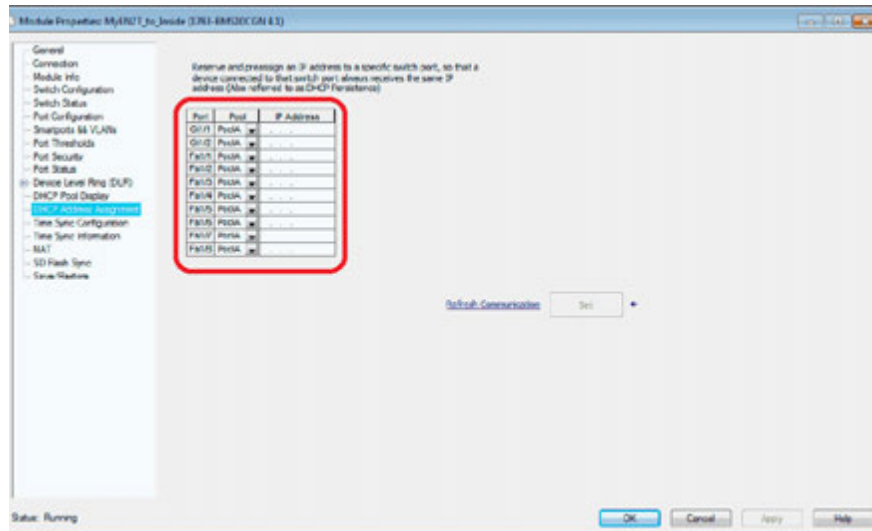 Module Properties: MyEN2T_to_Inside (1783-BMS10CGN 4.1)
General
Connection
Module Info
Switch Configuration
Switch Status
Port Configuration
Smartports && VLANs
Port Thresholds
Port Security
Port Status
Device Level Ring (DLR)
DHCP Pool Display
DHCP Address Assignment
Time Sync Configuration
Time Sync Information
NAT
SD Flash Sync
Save/Restore
Reserve and preassign an IP address to a specific switch port, so that a
device connected to that switch port always receives the same IP
address (Also referred to as DHCP Persistence)
Port Pool IP Address
Gi1/1 PoolA
Gi1/2 PoolA
Fa1/1 PoolA
Fa1/2 PoolA
Fa1/3 PoolA
Fa1/4 PoolA
Fa1/5 PoolA
Fa1/6 PoolA
Fa1/7 PoolA
Fa1/8 PoolA
Refresh Communication
Set
Status: Running
OK
Cancel
Apply
Help